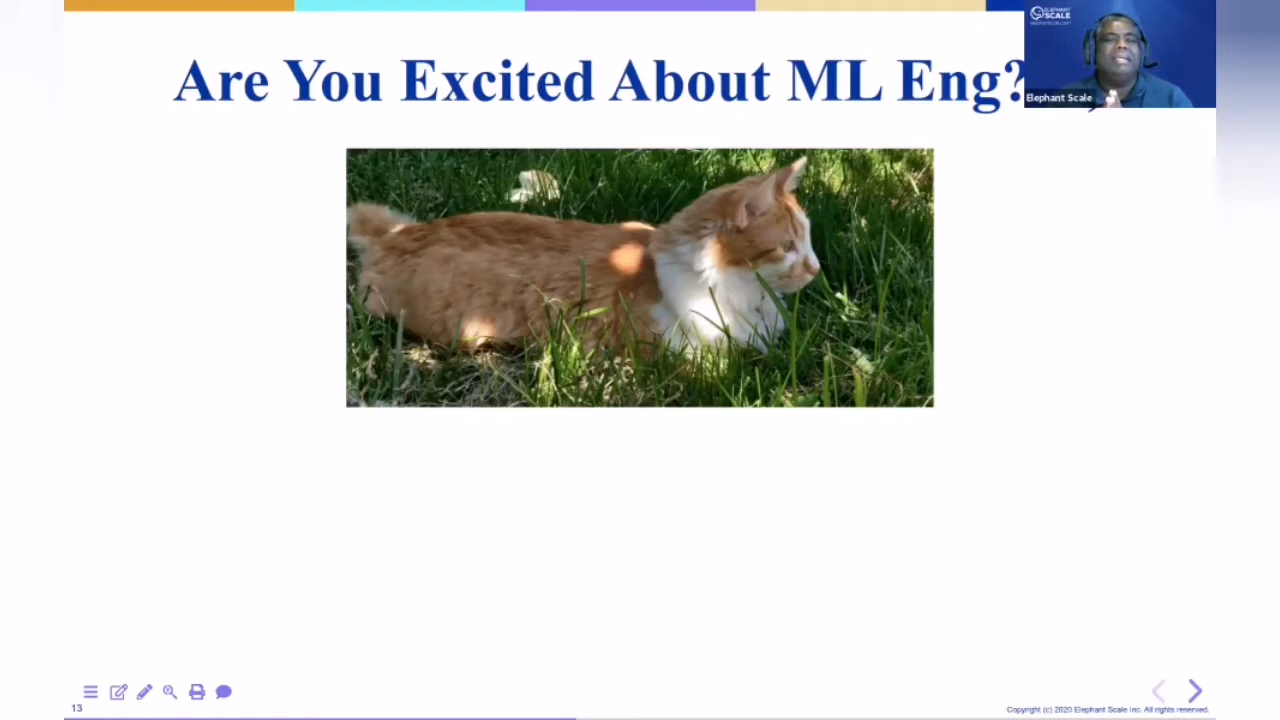 Are You Excited About ML Eng?
ELEPHANT
SCALE
Elephant Scale
13
Copyright (c) 2020 Elephant Scale Inc. All rights reserved.